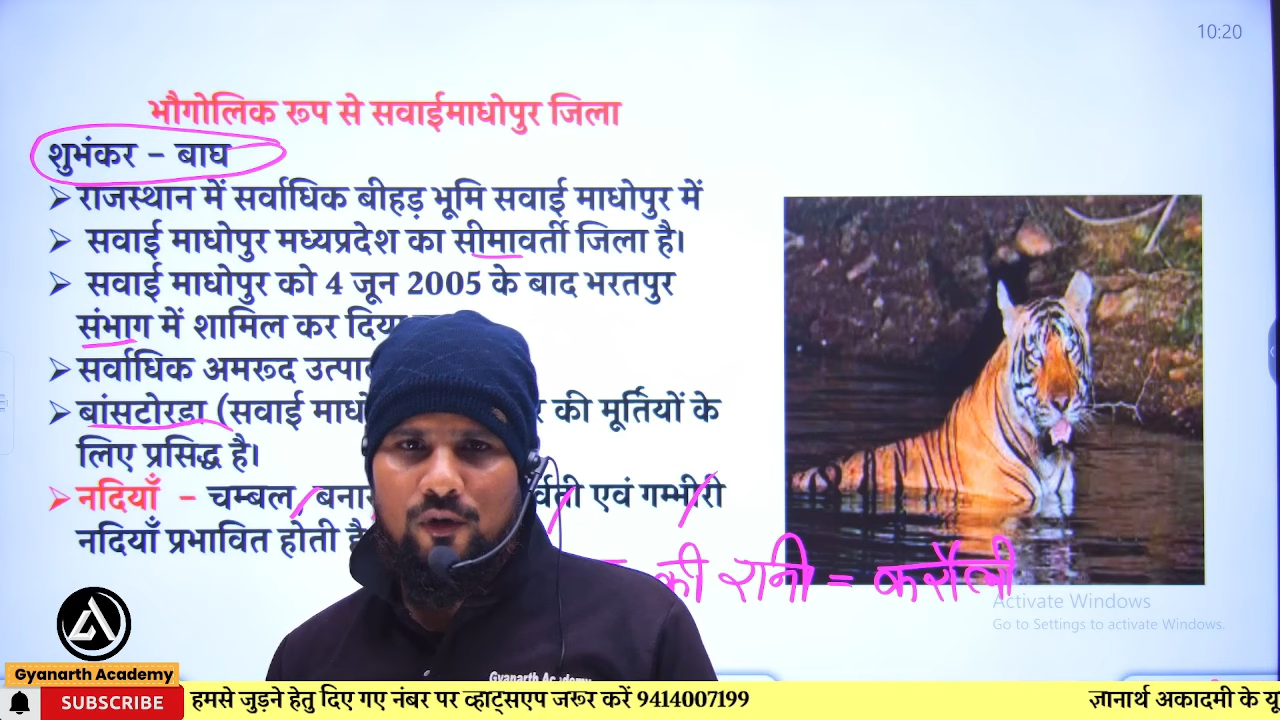 10:20
भौगोलिक रूप से सवाईमाधोपुर जिला
शुभंकर – बाघ
➢ राजस्थान में सर्वाधिक बीहड़ भूमि सवाई माधोपुर में
➢ सवाई माधोपुर मध्यप्रदेश का सीमावर्ती जिला है।
➢ सवाई माधोपुर को 4 जून 2005 के बाद भरतपुर
संभाग में शामिल कर
➢ सर्वाधिक अमरूद
➢ बांसटोरडा (सवाई की मूर्तियों के
लिए प्रसिद्ध है।
➢ नदियाँ – चम्बल, एवं गम्भीरी
नदियाँ प्रभावित होती
की रानी = करौली
Activate Windows
Go to Settings to activate Windows.
Gyanarth Academy
Gyanarth Academy
SUBSCRIBE हमसे जुड़ने हेतु दिए गए नंबर पर व्हाट्सएप जरूर करें 9414007199 ज्ञानार्थ अकादमी के यू